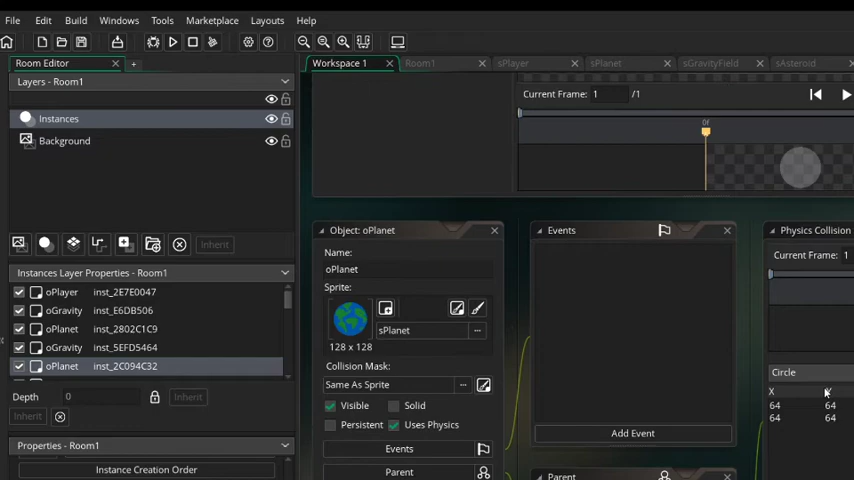 File Edit Build Windows Tools Marketplace Layouts Help
Room Editor Workspace 1 Room1 sPlayer sPlanet sGravityField sAsteroid
Layers - Room1
Current Frame: 1 /1
Instances
0f
Background
Inherit
Object: oPlanet Events Physics Collision
Name:
Current Frame: 1
Instances Layer Properties - Room1
oPlanet
Sprite:
oPlayer inst_2E7E0047
oGravity inst_E6DB506
oPlanet inst_2802C1C9
sPlanet ...
oGravity inst_5EFD5464
128 x 128
oPlanet inst_2C094C32
Collision Mask:
Circle
Same As Sprite ...
X Y
Depth 0 Inherit
Visible Solid
64 64
Inherit
Persistent Uses Physics
64 64
Add Event
Properties - Room1
Events
Instance Creation Order
Parent
Parent